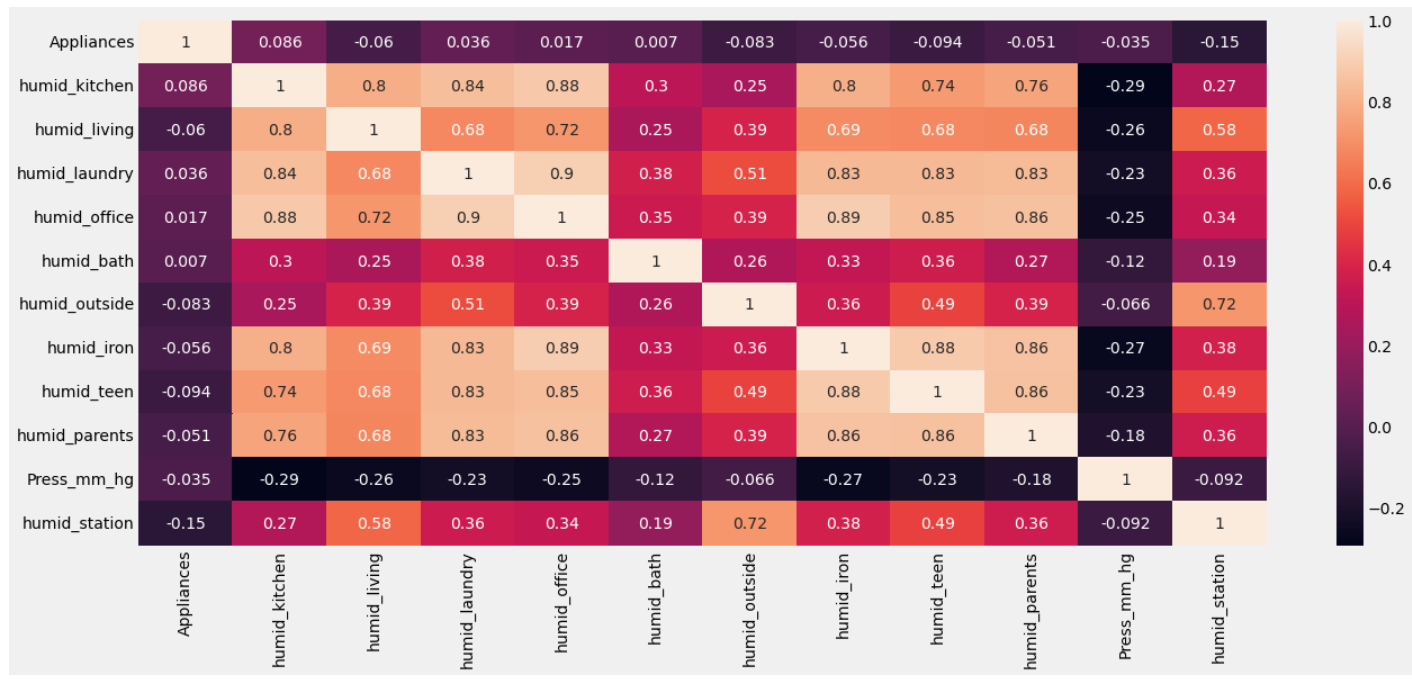 Appliances 1 0.086 -0.06 0.036 0.017 0.007 -0.083 -0.056 -0.094 -0.051 -0.035 -0.15
humid_kitchen 0.086 1 0.8 0.84 0.88 0.3 0.25 0.8 0.74 0.76 -0.29 0.27
humid_living -0.06 0.8 1 0.68 0.72 0.25 0.39 0.69 0.68 0.68 -0.26 0.58
humid_laundry 0.036 0.84 0.68 1 0.9 0.38 0.51 0.83 0.83 0.83 -0.23 0.36
humid_office 0.017 0.88 0.72 0.9 1 0.35 0.39 0.89 0.85 0.86 -0.25 0.34
humid_bath 0.007 0.3 0.25 0.38 0.35 1 0.26 0.33 0.36 0.27 -0.12 0.19
humid_outside -0.083 0.25 0.39 0.51 0.39 0.26 1 0.36 0.49 0.39 -0.066 0.72
humid_iron -0.056 0.8 0.69 0.83 0.89 0.33 0.36 1 0.88 0.86 -0.27 0.38
humid_teen -0.094 0.74 0.68 0.83 0.85 0.36 0.49 0.88 1 0.86 -0.23 0.49
humid_parents -0.051 0.76 0.68 0.83 0.86 0.27 0.39 0.86 0.86 1 -0.18 0.36
Press_mm_hg -0.035 -0.29 -0.26 -0.23 -0.25 -0.12 -0.066 -0.27 -0.23 -0.18 1 -0.092
humid_station -0.15 0.27 0.58 0.36 0.34 0.19 0.72 0.38 0.49 0.36 -0.092 1
Appliances
humid_kitchen
humid_living
humid_laundry
humid_office
humid_bath
humid_outside
humid_iron
humid_teen
humid_parents
Press_mm_hg
humid_station
1.0
0.8
0.6
0.4
0.2
0.0
−0.2